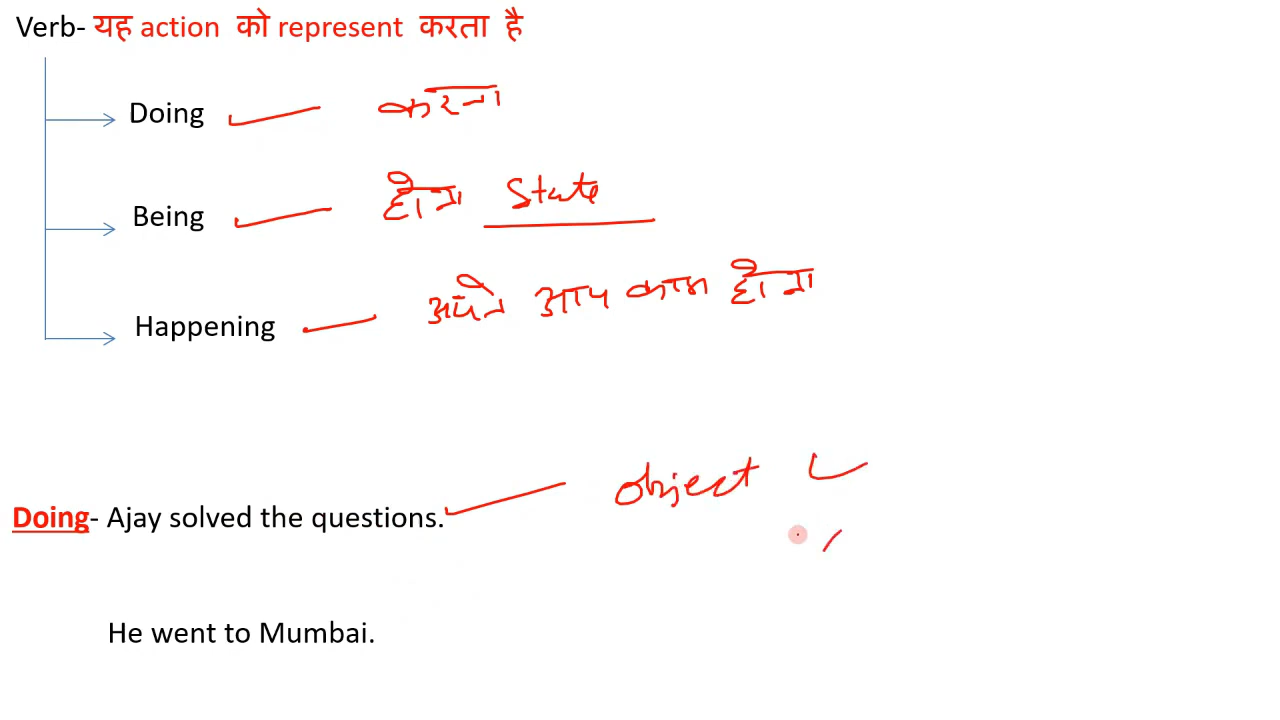 Verb- यह action को represent करता है
Doing करना
Being होना State
Happening अपने आप काम होना
object
Doing- Ajay solved the questions.
He went to Mumbai.